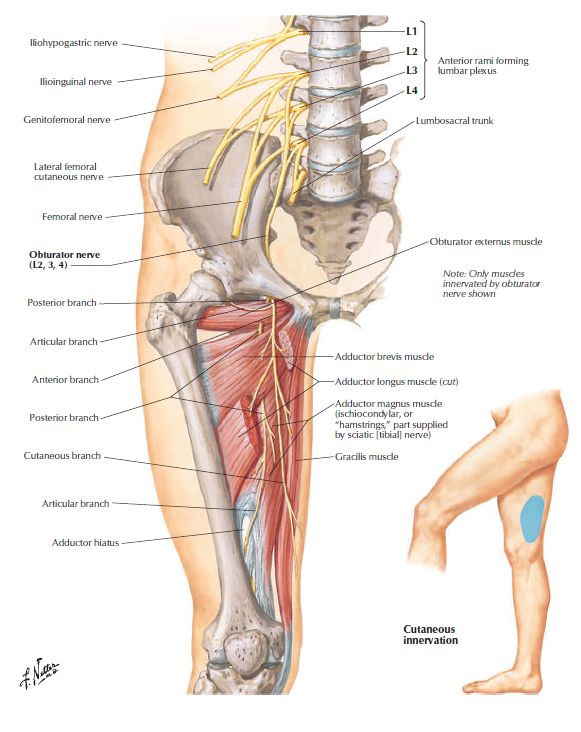 Iliohypogastric nerve
Ilioinguinal nerve
Genitofemoral nerve
Lateral femoral
cutaneous nerve
Femoral nerve
Obturator nerve
(L2, 3, 4)
Posterior branch
Articular branch
Anterior branch
Posterior branch
Cutaneous branch
Articular branch
Adductor hiatus
L1
L2
L3
L4
Anterior rami forming
lumbar plexus
Lumbosacral trunk
Obturator externus muscle
Note: Only muscles
innervated by obturator
nerve shown
Adductor brevis muscle
Adductor longus muscle (cut)
Adductor magnus muscle
(ischiocondylar, or
"hamstrings," part supplied
by sciatic [tibial] nerve)
Gracilis muscle
Cutaneous
innervation
F. Netter
M.D.